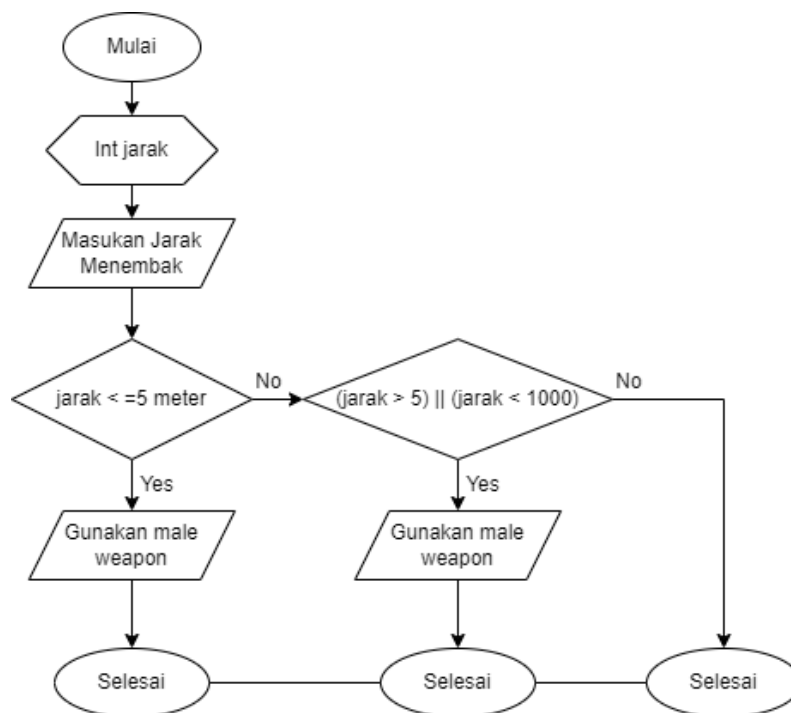 Mulai
Int jarak
Masukan Jarak
Menembak
jarak < =5 meter
No
(jarak > 5) || (jarak < 1000)
No
Yes
Yes
Gunakan male
weapon
Gunakan male
weapon
Selesai
Selesai
Selesai